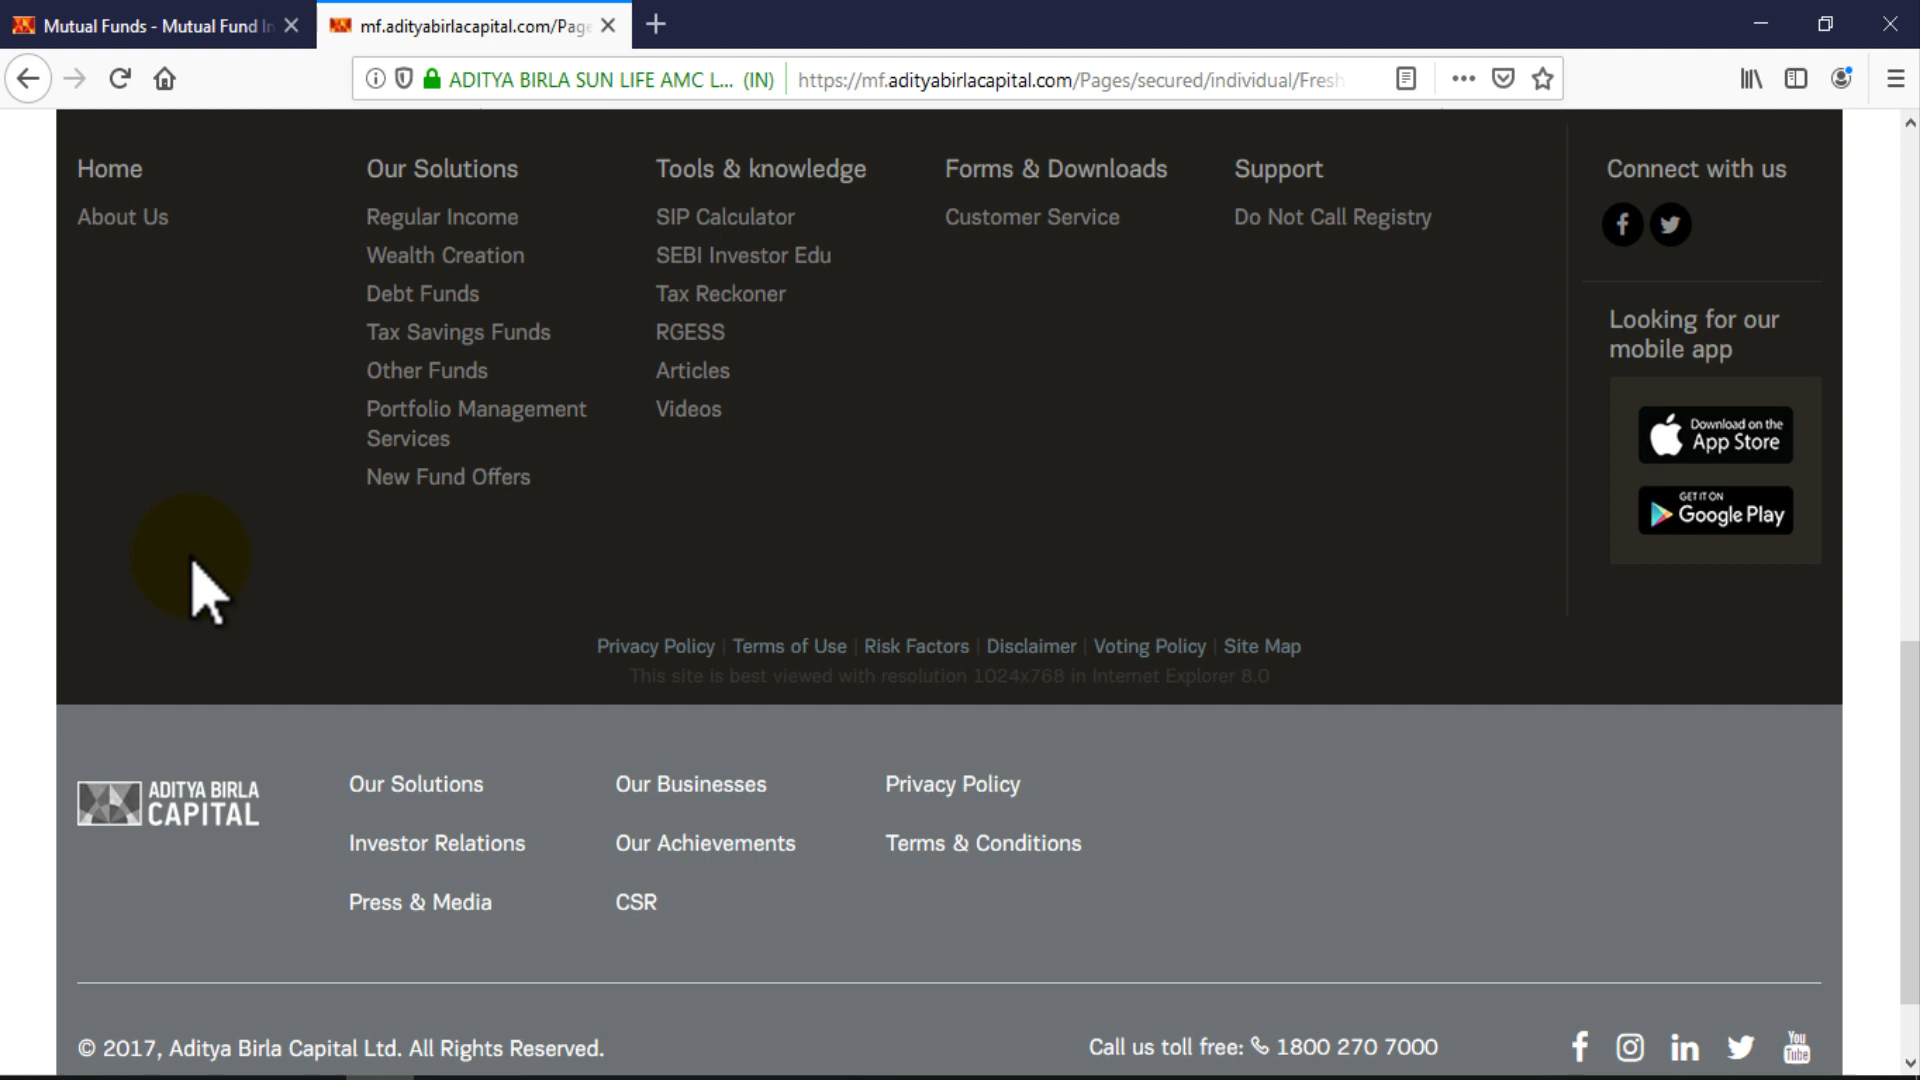 Mutual Funds - Mutual Fund In
mf.adityabirlacapital.com/Page
ADITYA BIRLA SUN LIFE AMC L... (IN)
https://mf.adityabirlacapital.com/Pages/secured/individual/Fresh
Home
About Us
Our Solutions
Regular Income
Wealth Creation
Debt Funds
Tax Savings Funds
Other Funds
Portfolio Management
Services
New Fund Offers
Tools & knowledge
SIP Calculator
SEBI Investor Edu
Tax Reckoner
RGESS
Articles
Videos
Forms & Downloads
Customer Service
Support
Do Not Call Registry
Connect with us
Looking for our
mobile app
Download on the
App Store
GET IT ON
Google Play
Privacy Policy | Terms of Use | Risk Factors | Disclaimer | Voting Policy | Site Map
This site is best viewed with resolution 1024x768 in Internet Explorer 8.0
ADITYA BIRLA
CAPITAL
Our Solutions
Investor Relations
Press & Media
Our Businesses
Our Achievements
CSR
Privacy Policy
Terms & Conditions
© 2017, Aditya Birla Capital Ltd. All Rights Reserved.
Call us toll free: 1800 270 7000
You
Tube